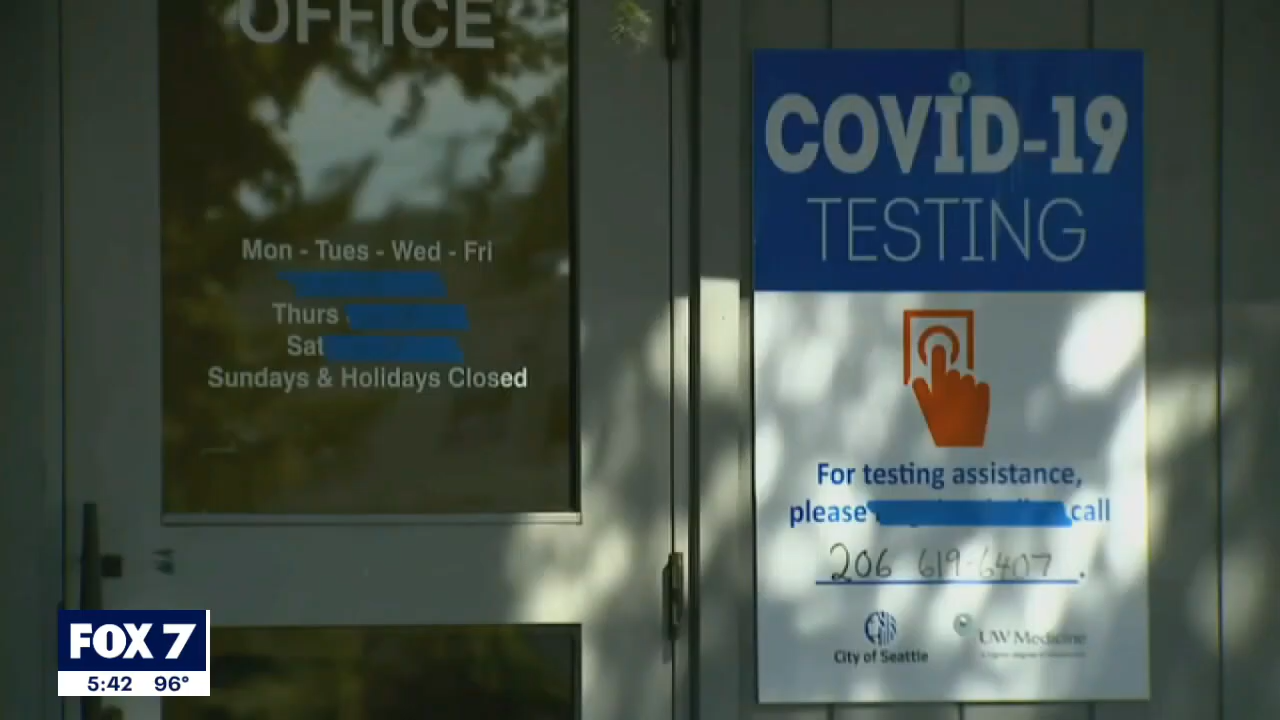 OFFICE
Mon - Tues - Wed - Fri
Thurs
Sat
Sundays & Holidays Closed
COVID-19
TESTING
For testing assistance,
please call
206 619-6407.
City of Seattle
UW Medicine
FOX 7
5:42 96°